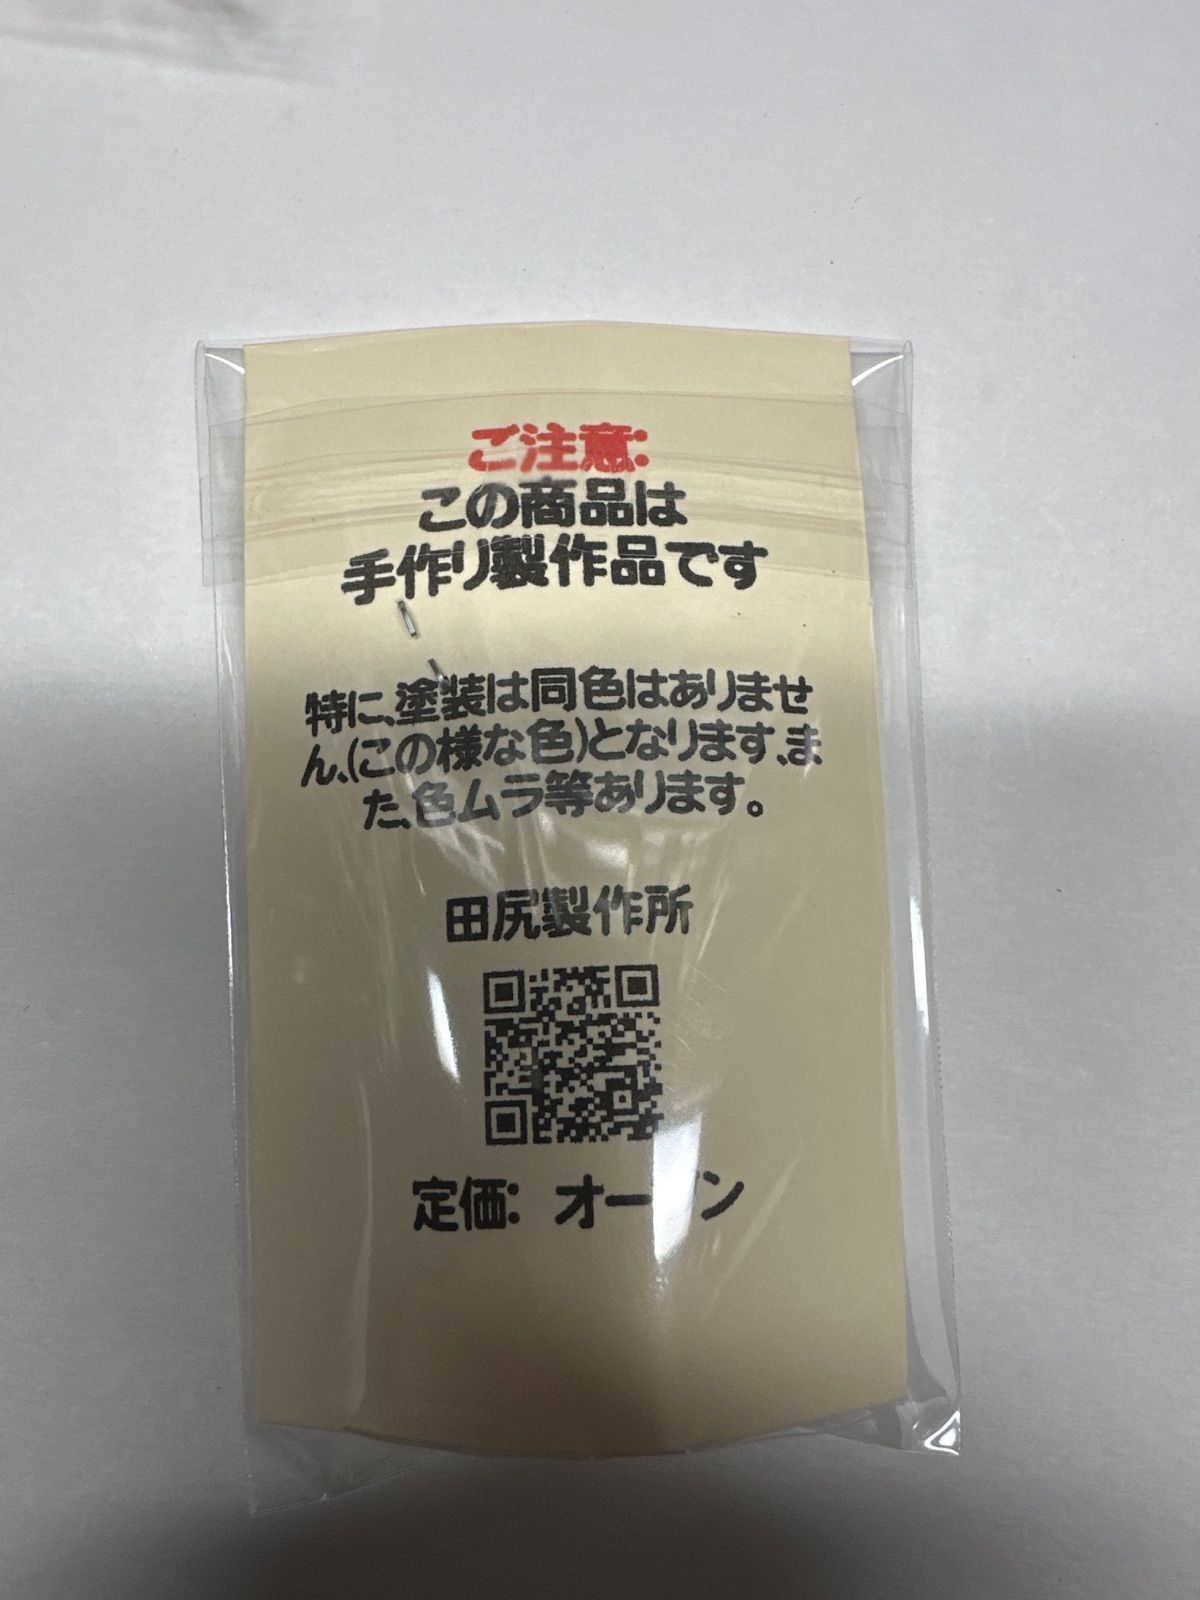 ご注意:
この商品は
手作り製作品です
特に、塗装は同色はありませ
ん、(この様な色)となります、ま
た、色ムラ等あります。
田尻製作所
定価: オープン